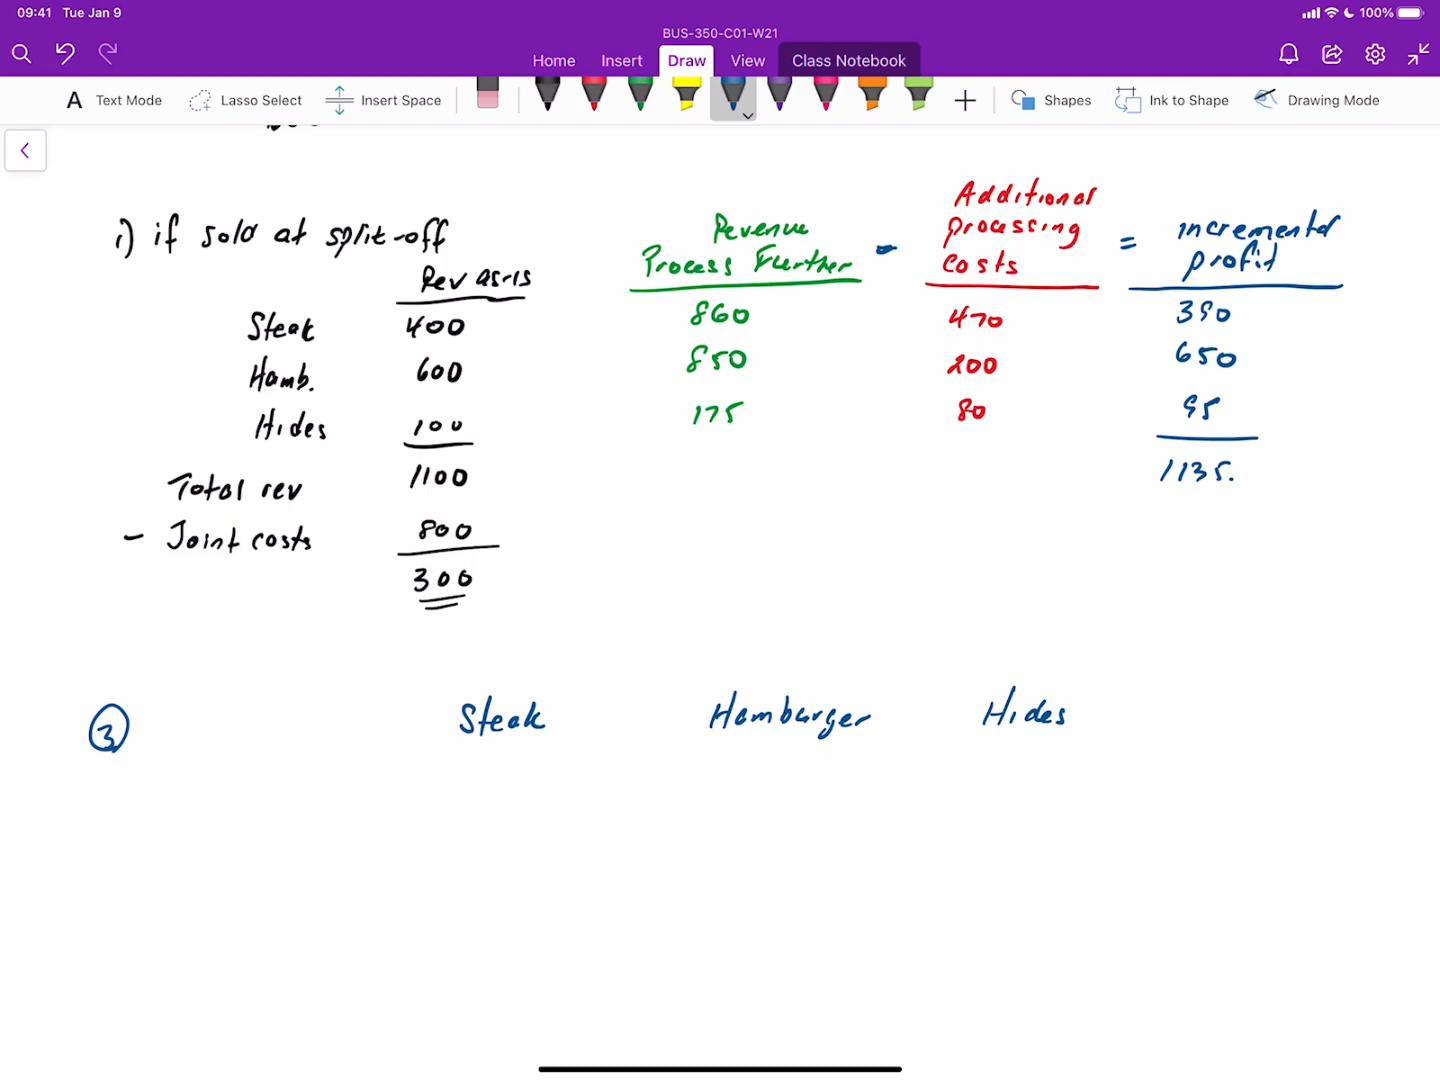 09:41 Tue Jan 9
100%
BUS-350-C01-W21
Home Insert Draw View Class Notebook
A Text Mode Lasso Select Insert Space Shapes Ink to Shape Drawing Mode
i) if sold at split-off
Rev as-is
Steak 400
Hamb. 600
Hides 100
Total rev 1100
- Joint costs 800
300
Revenue
Process Further
860
850
175
-
Additional
processing
costs
470
200
80
=
incremental
profit
390
650
95
1135.
3 Steak Hamburger Hides